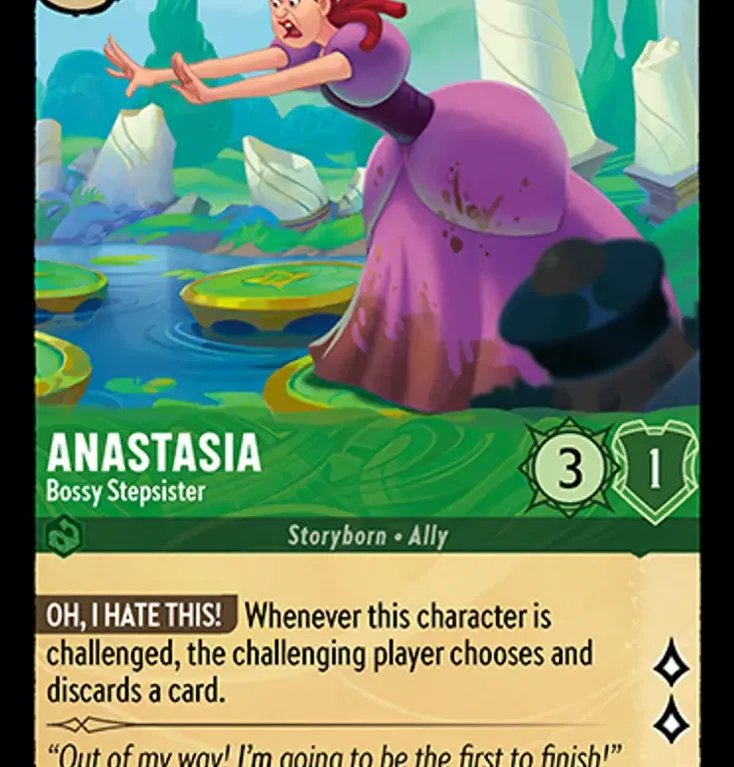 ANASTASIA
Bossy Stepsister
3 1
Storyborn • Ally
OH, I HATE THIS! Whenever this character is
challenged, the challenging player chooses and
discards a card.
“Out of my way! I’m going to be the first to finish!”